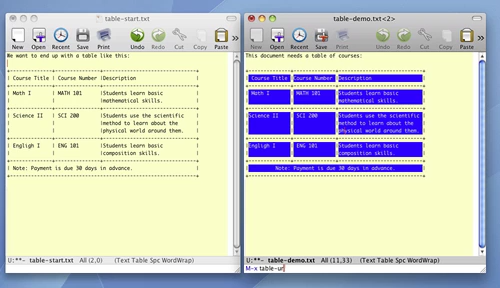 table-start.txt
New Open Recent Save Print Undo Redo Cut Copy Paste »
We want to end up with a table like this:
| Course Title | Course Number |Description |
| Math I | MATH 101 |Students learn basic |
| | |mathematical skills. |
| Science II | SCI 200 |Students use the scientific |
| | |method to learn about the |
| | |physical world around them. |
| Engligh I | ENG 101 |Students learn basic |
| | |composition skills. |
| Note: Payment is due 30 days in advance. |
U:**- table-start.txt All (2,0) (Text Table Spc WordWrap)
table-demo.txt<2>
New Open Recent Save Print Undo Redo Cut Copy Paste »
This document needs a table of courses:
| Course Title | Course Number |Description |
| Math I | MATH 101 |Students learn basic |
| | |mathematical skills. |
|Science II | SCI 200 |Students use the scientific |
| | |method to learn about the |
| | |physical world around them. |
|Engligh I | ENG 101 |Students learn basic |
| | |composition skills. |
| Note: Payment is due 30 days in advance. |
U:**- table-demo.txt All (11,33) (Text Table Spc WordWrap)
M-x table-un